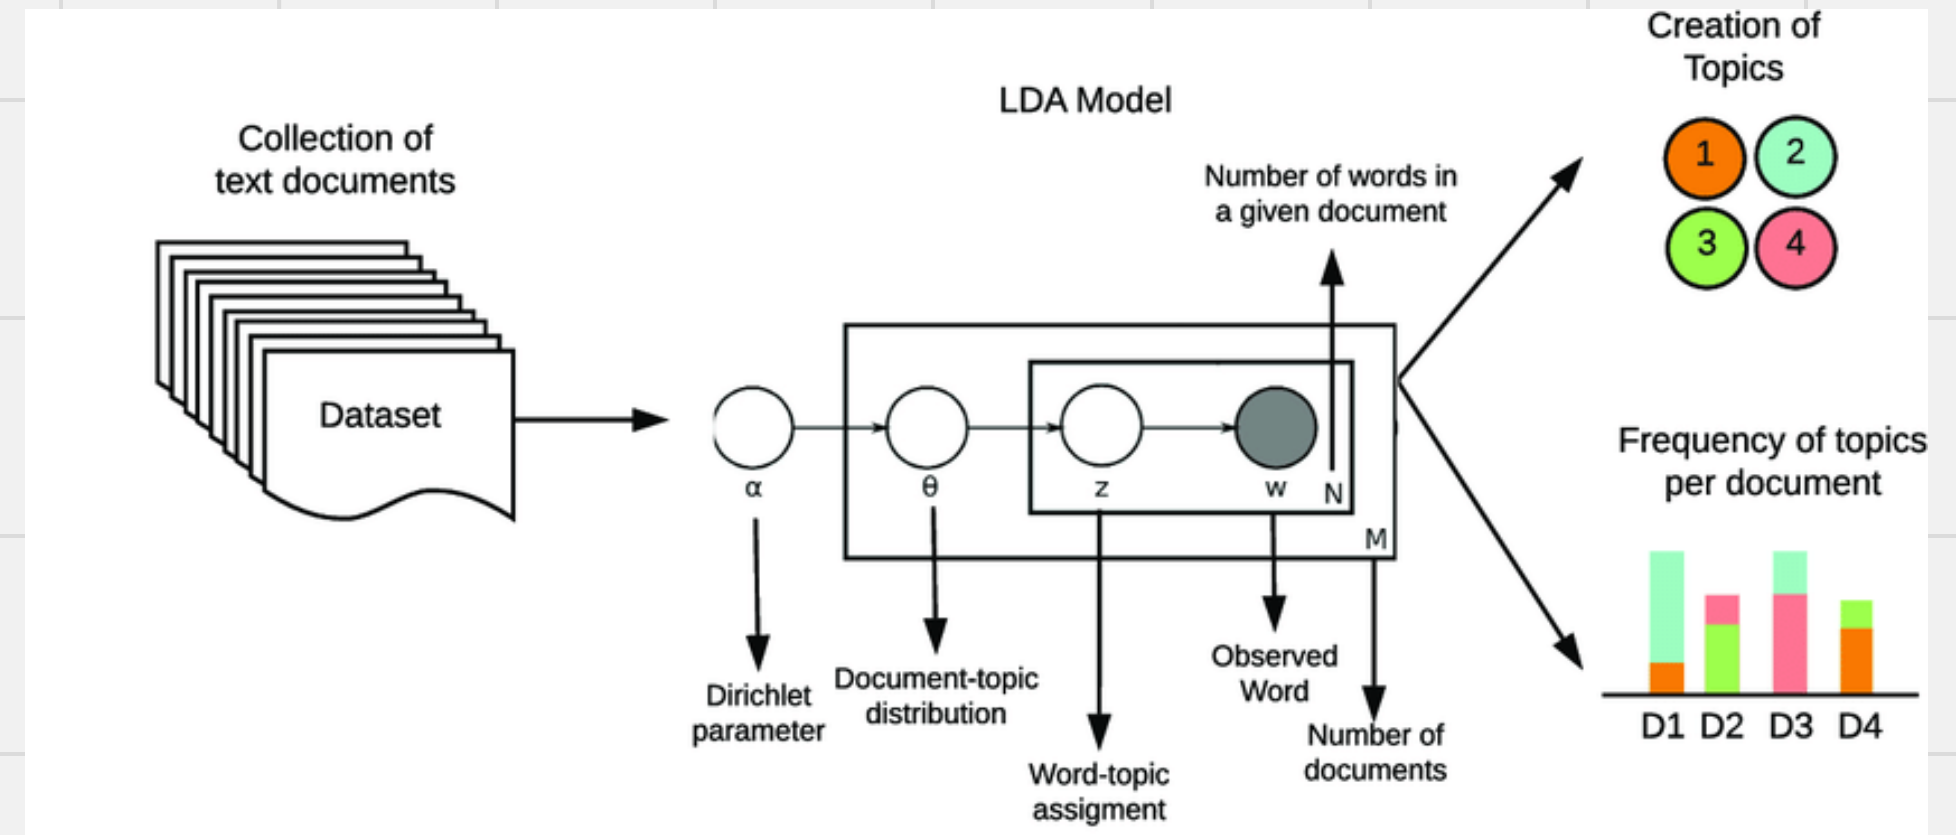 Collection of
text documents
Dataset
LDA Model
Number of words in
a given document
α
θ
z
w
N
M
Dirichlet
parameter
Document-topic
distribution
Word-topic
assigment
Observed
Word
Number of
documents
Creation of
Topics
1
2
3
4
Frequency of topics
per document
D1 D2 D3 D4